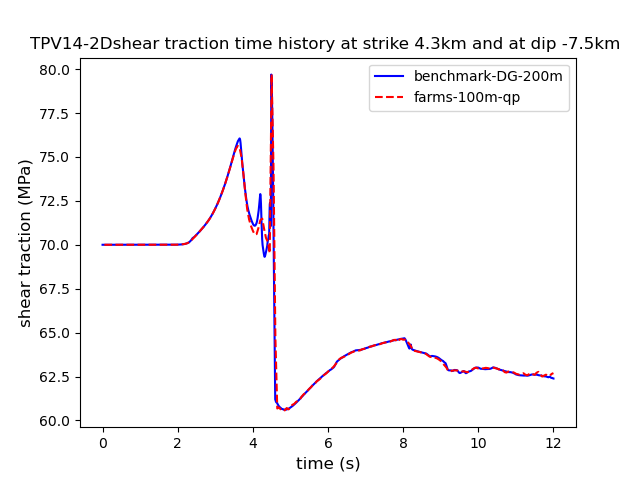 TPV14-2Dshear traction time history at strike 4.3km and at dip -7.5km
benchmark-DG-200m
farms-100m-qp
80.0
77.5
75.0
72.5
70.0
67.5
65.0
62.5
60.0
shear traction (MPa)
0 2 4 6 8 10 12
time (s)